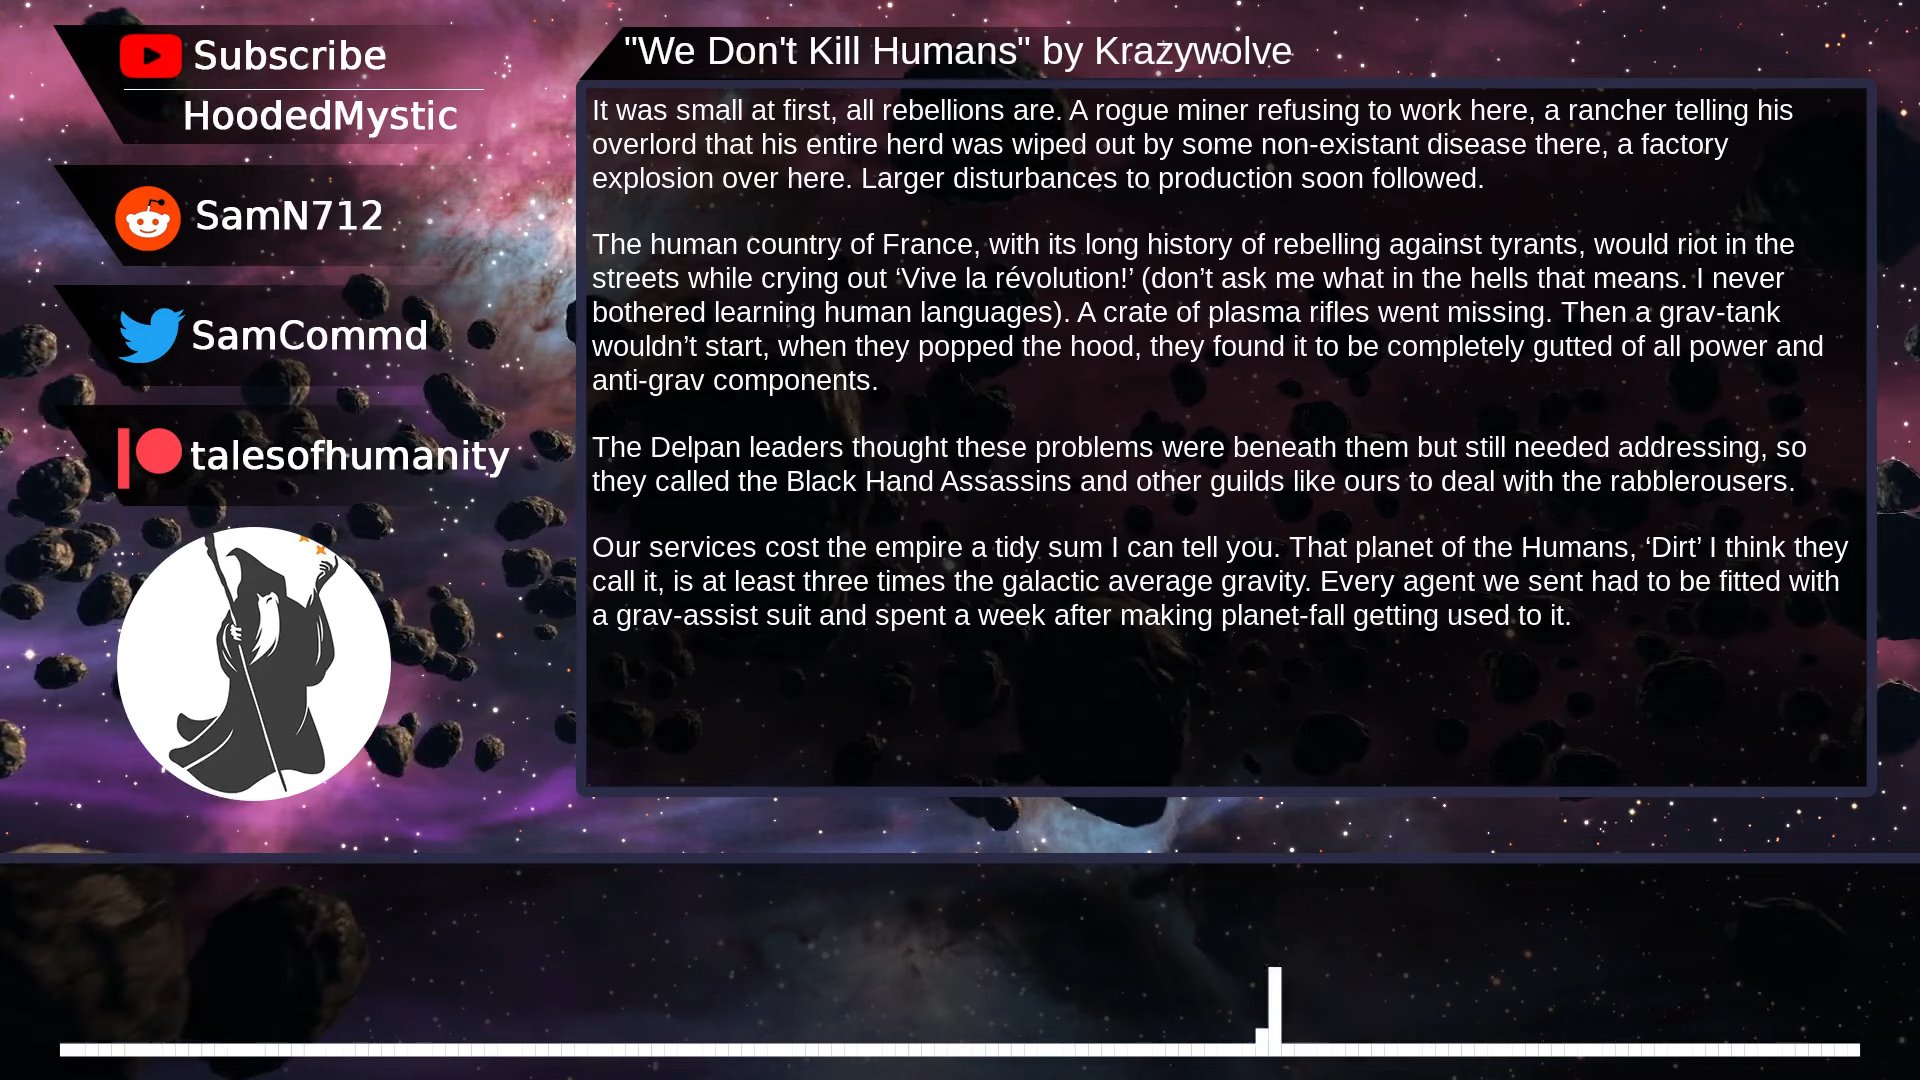 Subscribe
HoodedMystic
SamN712
SamCommd
talesofhumanity
"We Don't Kill Humans" by Krazywolve
It was small at first, all rebellions are. A rogue miner refusing to work here, a rancher telling his
overlord that his entire herd was wiped out by some non-existant disease there, a factory
explosion over here. Larger disturbances to production soon followed.
The human country of France, with its long history of rebelling against tyrants, would riot in the
streets while crying out ‘Vive la révolution!’ (don’t ask me what in the hells that means. I never
bothered learning human languages). A crate of plasma rifles went missing. Then a grav-tank
wouldn’t start, when they popped the hood, they found it to be completely gutted of all power and
anti-grav components.
The Delpan leaders thought these problems were beneath them but still needed addressing, so
they called the Black Hand Assassins and other guilds like ours to deal with the rabblerousers.
Our services cost the empire a tidy sum I can tell you. That planet of the Humans, ‘Dirt’ I think they
call it, is at least three times the galactic average gravity. Every agent we sent had to be fitted with
a grav-assist suit and spent a week after making planet-fall getting used to it.